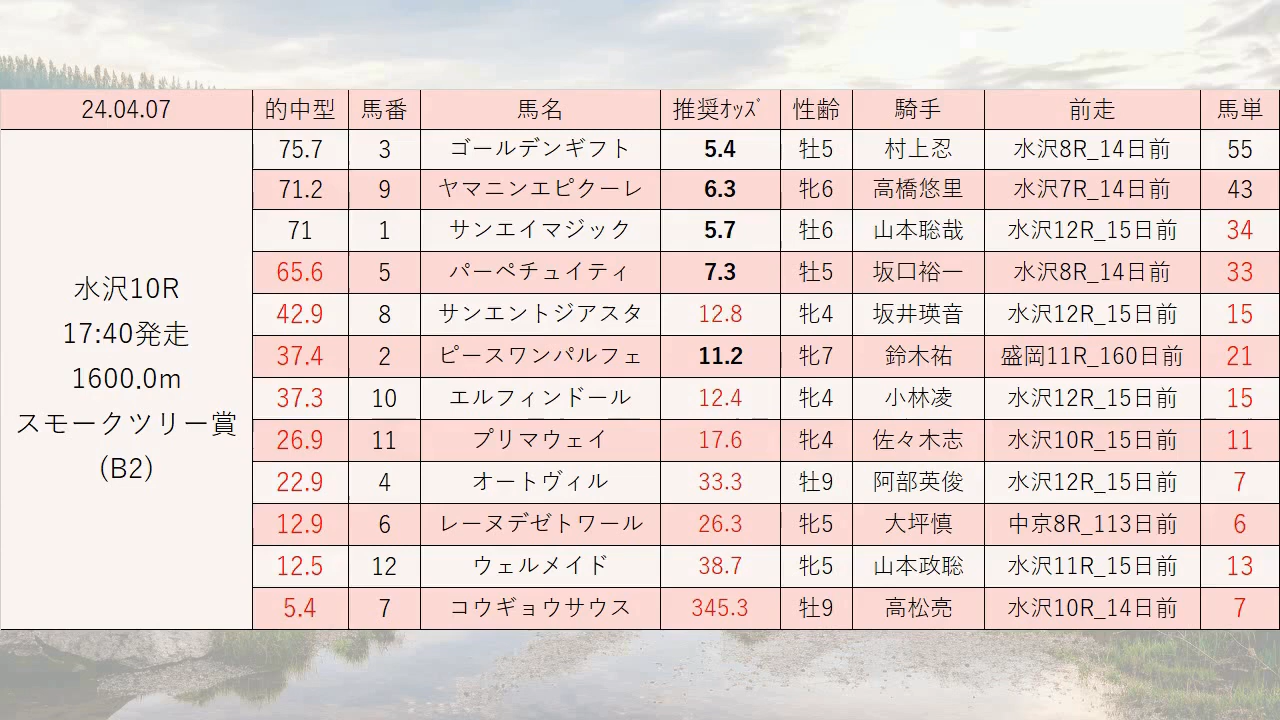 24.04.07 的中型 馬番 馬名 推奨ｵｯｽﾞ 性齢 騎手 前走 馬単
水沢10R
17:40発走
1600.0m
スモークツリー賞
(B2)
75.7 3 ゴールデンギフト 5.4 牡5 村上忍 水沢8R_14日前 55
71.2 9 ヤマニンエピクーレ 6.3 牝6 高橋悠里 水沢7R_14日前 43
71 1 サンエイマジック 5.7 牡6 山本聡哉 水沢12R_15日前 34
65.6 5 パーペチュイティ 7.3 牡5 坂口裕一 水沢8R_14日前 33
42.9 8 サンエントジアスタ 12.8 牝4 坂井瑛音 水沢12R_15日前 15
37.4 2 ピースワンパルフェ 11.2 牝7 鈴木祐 盛岡11R_160日前 21
37.3 10 エルフィンドール 12.4 牝4 小林凌 水沢12R_15日前 15
26.9 11 プリマウェイ 17.6 牝4 佐々木志 水沢10R_15日前 11
22.9 4 オートヴィル 33.3 牡9 阿部英俊 水沢12R_15日前 7
12.9 6 レーヌデゼトワール 26.3 牝5 大坪慎 中京8R_113日前 6
12.5 12 ウェルメイド 38.7 牝5 山本政聡 水沢11R_15日前 13
5.4 7 コウギョウサウス 345.3 牡9 高松亮 水沢10R_14日前 7